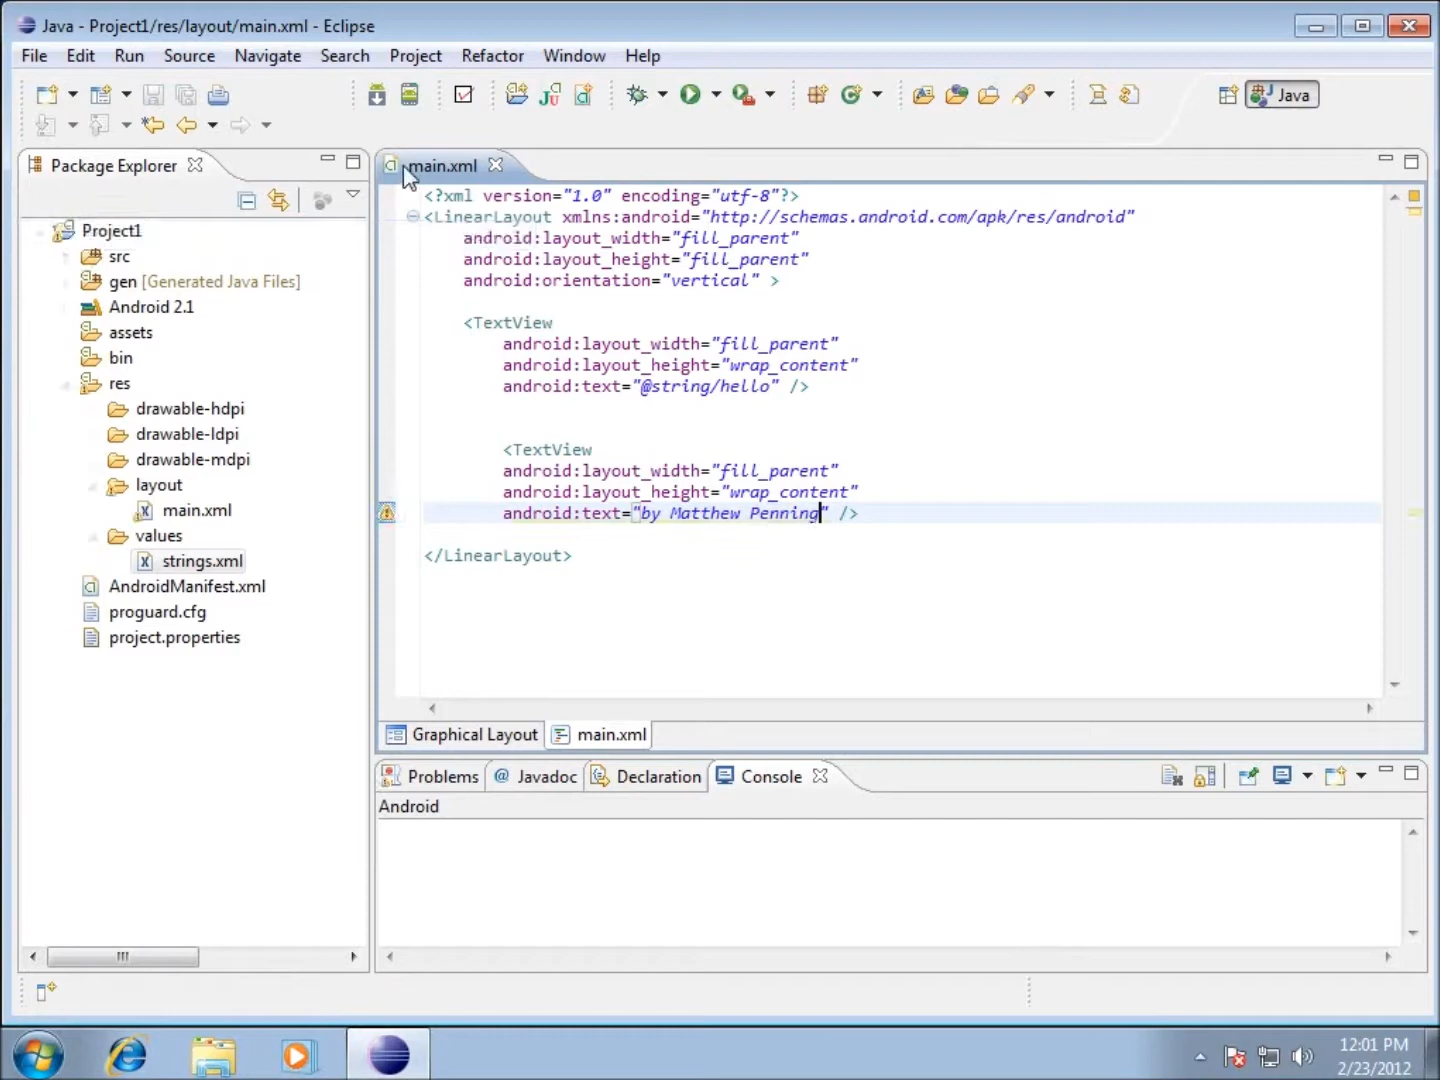 Java - Project1/res/layout/main.xml - Eclipse
File Edit Run Source Navigate Search Project Refactor Window Help
Java
Package Explorer
main.xml
Project1
src
gen [Generated Java Files]
Android 2.1
assets
bin
res
drawable-hdpi
drawable-ldpi
drawable-mdpi
layout
main.xml
values
strings.xml
AndroidManifest.xml
proguard.cfg
project.properties
<?xml version="1.0" encoding="utf-8"?>
<LinearLayout xmlns:android="http://schemas.android.com/apk/res/android"
android:layout_width="fill_parent"
android:layout_height="fill_parent"
android:orientation="vertical" >
<TextView
android:layout_width="fill_parent"
android:layout_height="wrap_content"
android:text="@string/hello" />
<TextView
android:layout_width="fill_parent"
android:layout_height="wrap_content"
android:text="by Matthew Penning" />
</LinearLayout>
Graphical Layout main.xml
Problems Javadoc Declaration Console
Android
12:01 PM
2/23/2012